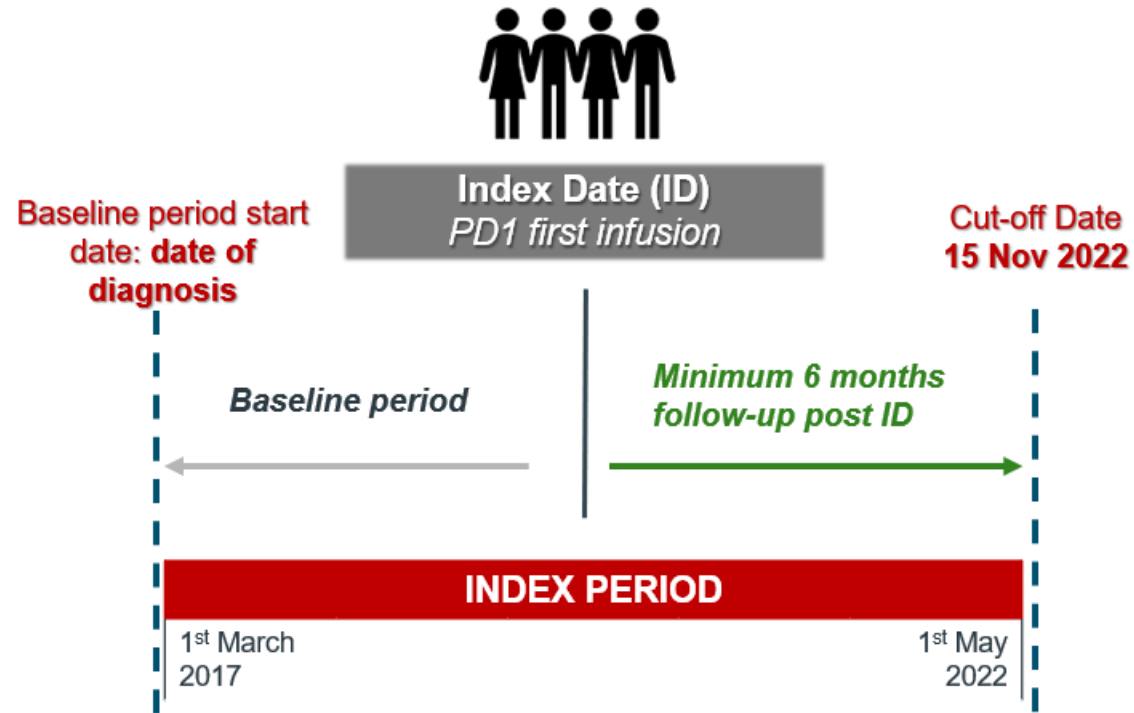 Index Date (ID)
PD1 first infusion
Baseline period start
date: date of
diagnosis
Cut-off Date
15 Nov 2022
Baseline period
Minimum 6 months
follow-up post ID
INDEX PERIOD
1st March
2017
1st May
2022